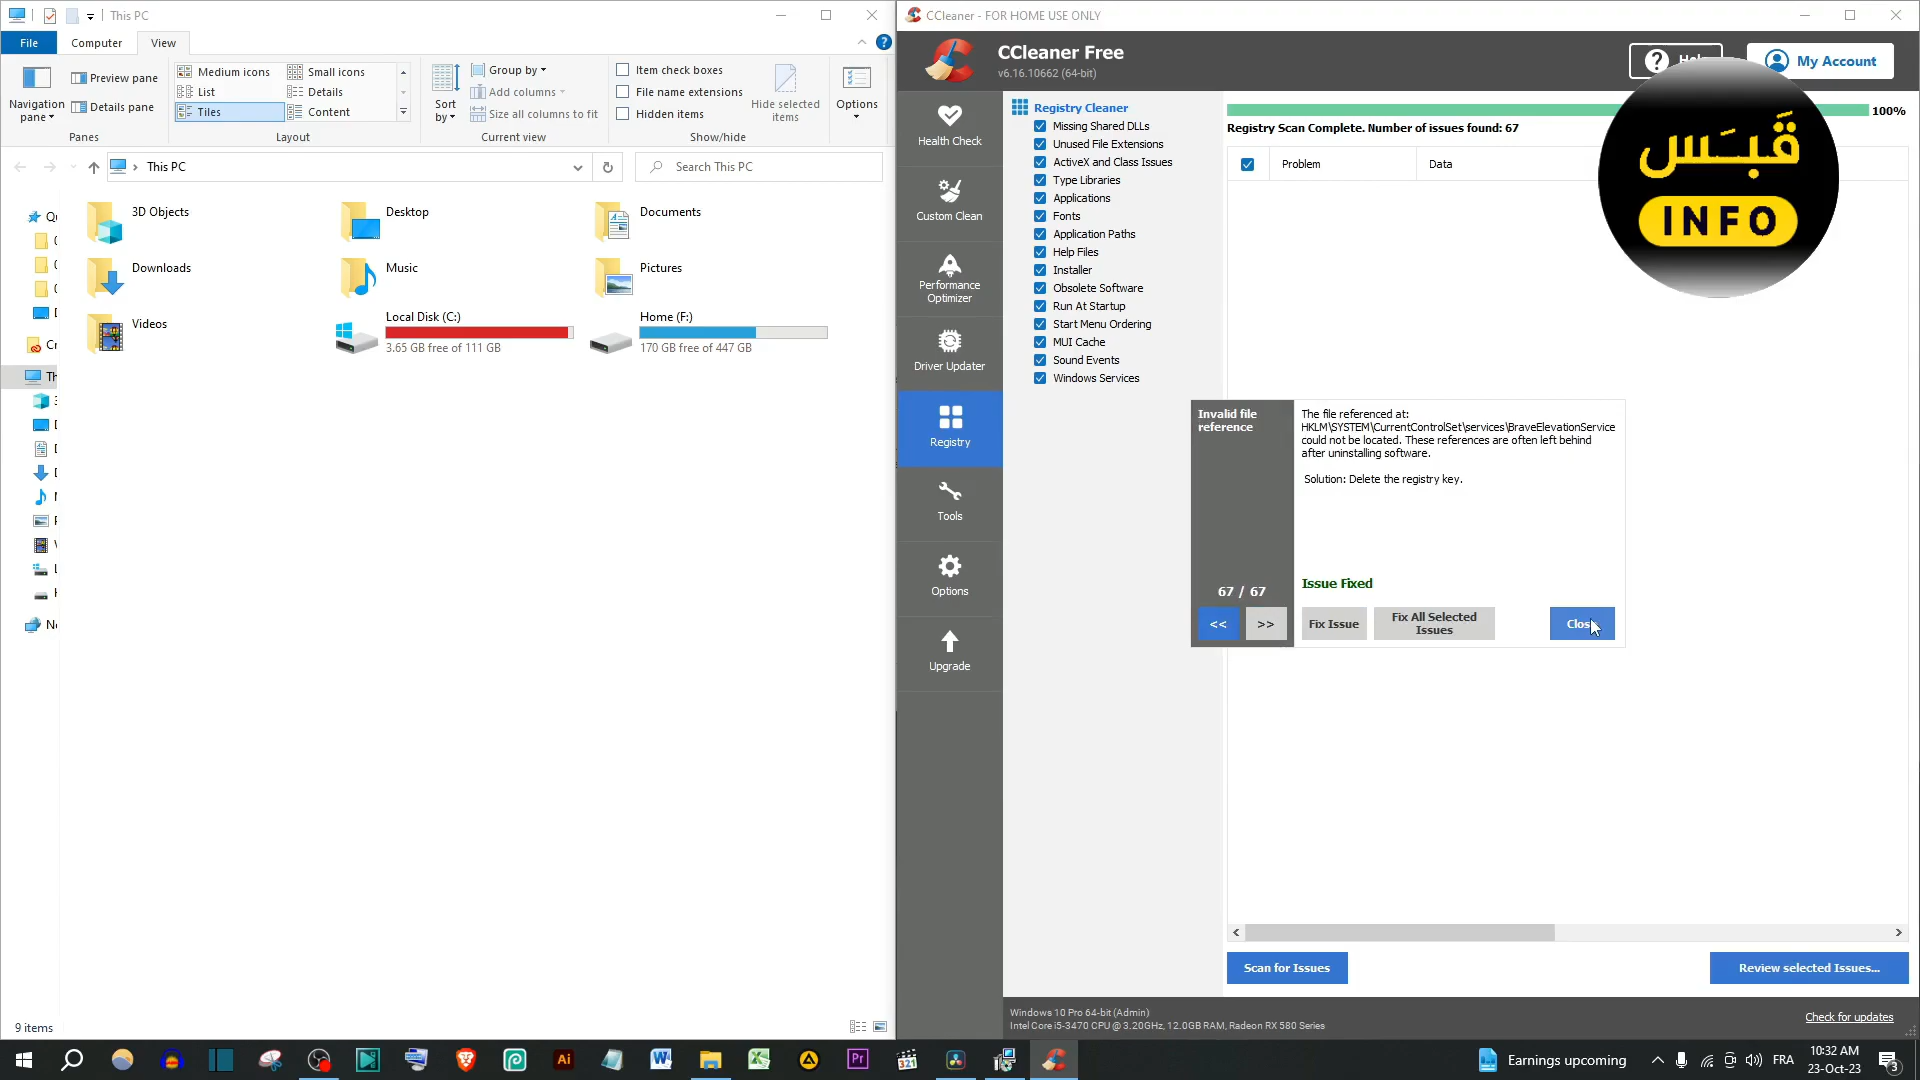 This PC
File
Computer
View
Navigation pane
Preview pane
Details pane
Panes
Medium icons
Small icons
List
Details
Tiles
Content
Layout
Sort by
Group by
Add columns
Size all columns to fit
Current view
Item check boxes
File name extensions
Hidden items
Hide selected items
Show/hide
Options
This PC
Search This PC
3D Objects
Desktop
Documents
Downloads
Music
Pictures
Videos
Local Disk (C:)
3.65 GB free of 111 GB
Home (F:)
170 GB free of 447 GB
9 items
CCleaner - FOR HOME USE ONLY
CCleaner Free
v6.16.10662 (64-bit)
My Account
Health Check
Custom Clean
Performance Optimizer
Driver Updater
Registry
Tools
Options
Upgrade
Registry Cleaner
Missing Shared DLLs
Unused File Extensions
ActiveX and Class Issues
Type Libraries
Applications
Fonts
Application Paths
Help Files
Installer
Obsolete Software
Run At Startup
Start Menu Ordering
MUI Cache
Sound Events
Windows Services
100%
Registry Scan Complete. Number of issues found: 67
Problem
Data
قَبَس
INFO
Invalid file reference
The file referenced at:
HKLM\SYSTEM\CurrentControlSet\services\BraveElevationService
could not be located. These references are often left behind
after uninstalling software.
Solution: Delete the registry key.
67 / 67
Issue Fixed
<<
>>
Fix Issue
Fix All Selected Issues
Scan for Issues
Review selected Issues...
Windows 10 Pro 64-bit (Admin)
Intel Core i5-3470 CPU @ 3.20GHz, 12.0GB RAM, Radeon RX 580 Series
Check for updates
Earnings upcoming
FRA
10:32 AM
23-Oct-23
3